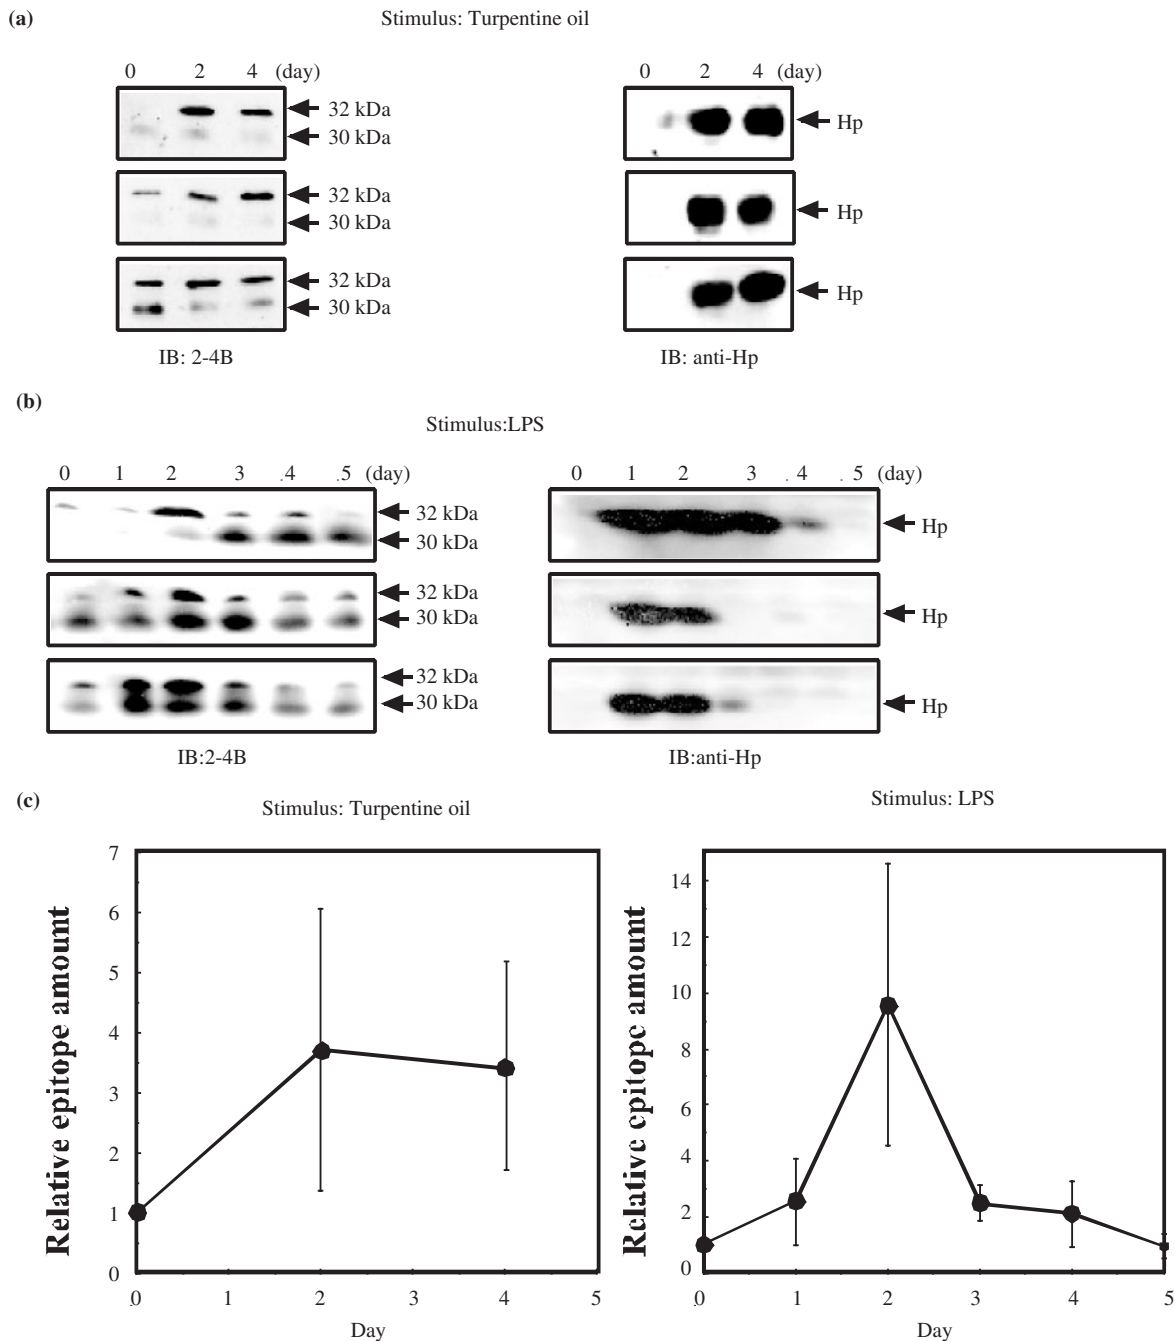 (a)
Stimulus: Turpentine oil
0 2 4 (day)
0 2 4 (day)
32 kDa
30 kDa
Hp
32 kDa
30 kDa
Hp
32 kDa
30 kDa
Hp
IB: 2-4B
IB: anti-Hp
(b)
Stimulus:LPS
0 1 2 3 .4 .5 (day)
0 1 2 3 . 4 . 5 (day)
32 kDa
30 kDa
Hp
32 kDa
30 kDa
Hp
32 kDa
30 kDa
Hp
IB:2-4B
IB:anti-Hp
(c)
Stimulus: Turpentine oil
Stimulus: LPS
Relative epitope amount
7
6
5
4
3
2
1
0
.0 1 2 3 4 5
Day
Relative epitope amount
14
12
10
8
6
4
2
0
.0 1 2 3 4 5
Day